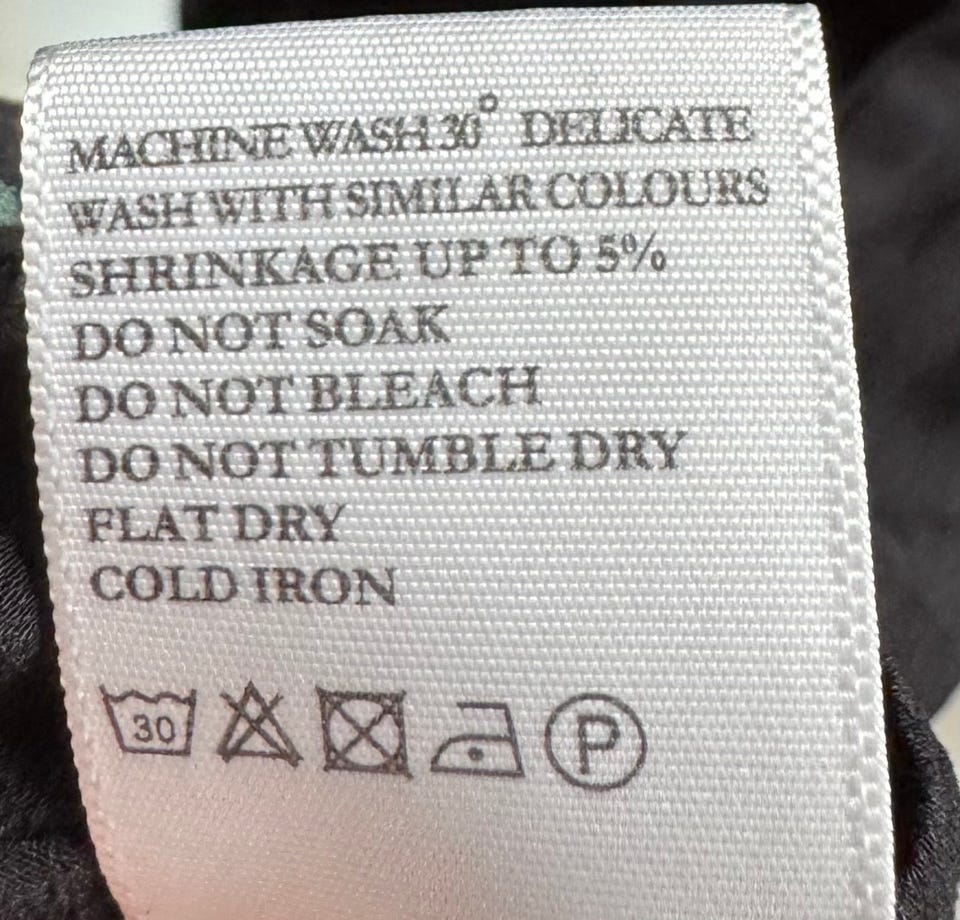 MACHINE WASH 30° DELICATE
WASH WITH SIMILAR COLOURS
SHRINKAGE UP TO 5%
DO NOT SOAK
DO NOT BLEACH
DO NOT TUMBLE DRY
FLAT DRY
COLD IRON
30 P